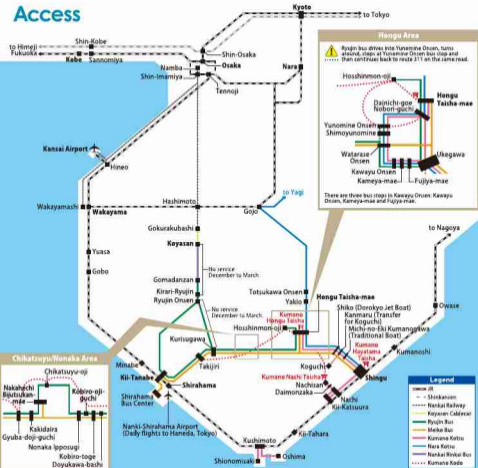 Access
Kyoto
to Tokyo
to Himeji
Fukuoka
Shin-Kobe
Kobe
Sannomiya
Shin-Osaka
Osaka
Namba
Shin-Imamiya
Tennoji
Nara
Kansai Airport
Hineo
Wakayamashi
Wakayama
Hashimoto
Gojo
to Yagi
Gokurakubashi
Koyasan
Yuasa
Gobo
Gomadanzan
Kirari-Ryujin
Ryujin Onsen
No service
December to March
No service
December to March
Totsukawa Onsen
Yakio
Hongu Taisha-mae
Kumano
Hongu Taisha
Hosshinmon-oji
Shiko (Dorokyo Jet Boat)
Kanmaru (Transfer
for Koguchi)
Michi-no-Eki Kumanogawa
(Traditional Boat)
Kumano
Hayatama
Taisha
Kurisugawa
Takijiri
Koguchi
Kumano Nachi Taisha
Nachisan
Daimonzaka
Shingu
Nachi
Kii-Katsuura
Kumanoshi
Owase
to Nagoya
Minabe
Kii-Tanabe
Shirahama
Shirahama
Bus Center
Nanki-Shirahama Airport
(Daily flights to Haneda, Tokyo)
Kushimoto
Kii-Tahara
Oshima
Shionomisaki
Hongu Area
Ryujin bus drives into Yunomine Onsen, turns
around, stops at Yunomine Onsen bus stop and
then continues back to route 311 on the same road.
Hosshinmon-oji
Hongu
Taisha-mae
Dainichi-goe
Nobori-guchi
Yunomine Onsen
Shimoyunomine
Watarase
Onsen
Ukegawa
Kawayu Onsen
Kameya-mae
Fujiya-mae
There are three bus stops in Kawayu Onsen: Kawayu
Onsen, Kameya-mae and Fujiya-mae.
Chikatsuyu/Nonaka Area
Chikatsuyu-oji
Nakahechi
Bijutsukan-
mae
Kobiro-oji-
guchi
Kakidaira
Gyuba-doji-guchi
Nonaka Ipposugi
Kobiro-toge
Doyukawa-bashi
Legend
JR
Shinkansen
Nankai Railway
Koyasan Cablecar
Ryujin Bus
Meiko Bus
Kumano Kotsu
Nara Kotsu
Nankai Rinkai Bus
Kumano Kodo